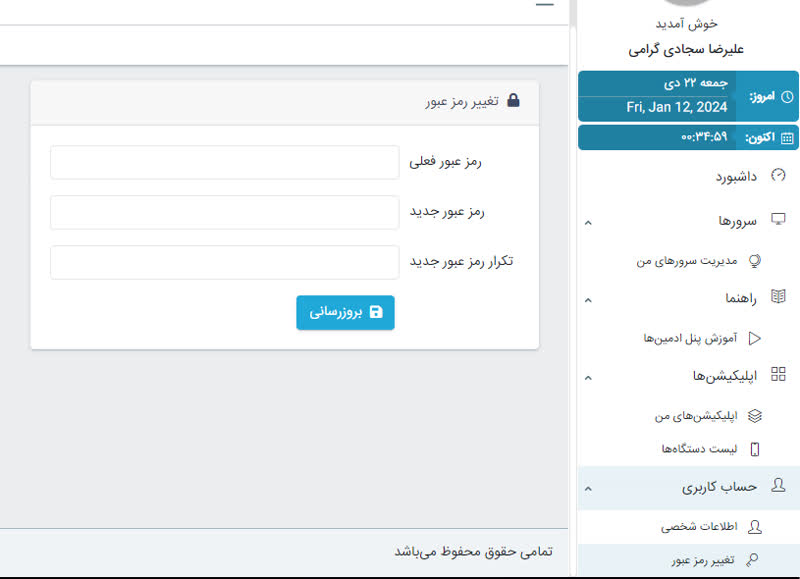 خوش آمدید
علیرضا سجادی گرامی
امروز:
جمعه ۲۲ دی
Fri, Jan 12, 2024
اکنون:
۰۰:۳۴:۵۹
داشبورد
سرورها
مدیریت سرورهای من
راهنما
آموزش پنل ادمین‌ها
اپلیکیشن‌ها
اپلیکیشن‌های من
لیست دستگاه‌ها
حساب کاربری
اطلاعات شخصی
تغییر رمز عبور
تغییر رمز عبور
رمز عبور فعلی
رمز عبور جدید
تکرار رمز عبور جدید
بروزرسانی
تمامی حقوق محفوظ می‌باشد